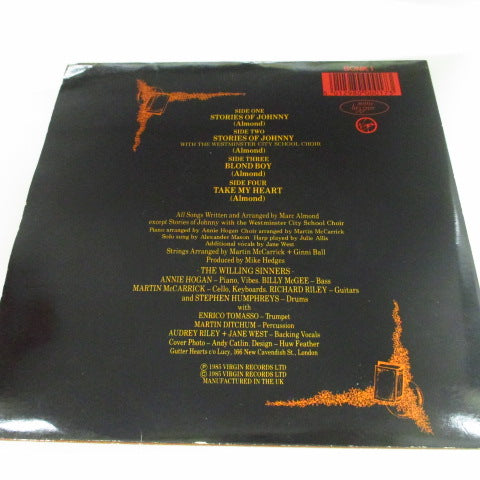 BONK 1
some bizzare
Virgin
SIDE ONE
STORIES OF JOHNNY
(Almond)
SIDE TWO
STORIES OF JOHNNY
WITH THE WESTMINSTER CITY SCHOOL CHOIR
(Almond)
SIDE THREE
BLOND BOY
(Almond)
SIDE FOUR
TAKE MY HEART
(Almond)
All Songs Written and Arranged by Marc Almond
except Stories of Johnny with the Westminster City School Choir
Piano arranged by Annie Hogan Choir arranged by Martin McCarrick
Solo sung by Alexander Mason. Harp played by Julie Allis
Additional vocals by Jane West
Strings Arranged by Martin McCarrick + Ginni Ball
Produced by Mike Hedges
· THE WILLING SINNERS ·
ANNIE HOGAN – Piano, Vibes. BILLY McGEE – Bass
MARTIN McCARRICK – Cello, Keyboards. RICHARD RILEY – Guitars
and STEPHEN HUMPHREYS – Drums
with
ENRICO TOMASSO – Trumpet
MARTIN DITCHUM – Percussion
AUDREY RILEY + JANE WEST – Backing Vocals
Cover Photo – Andy Catlin. Design – Huw Feather
Gutter Hearts c/o Lucy, 166 New Cavendish St., London
Ⓟ 1985 VIRGIN RECORDS LTD
© 1985 VIRGIN RECORDS LTD
MANUFACTURED IN THE UK